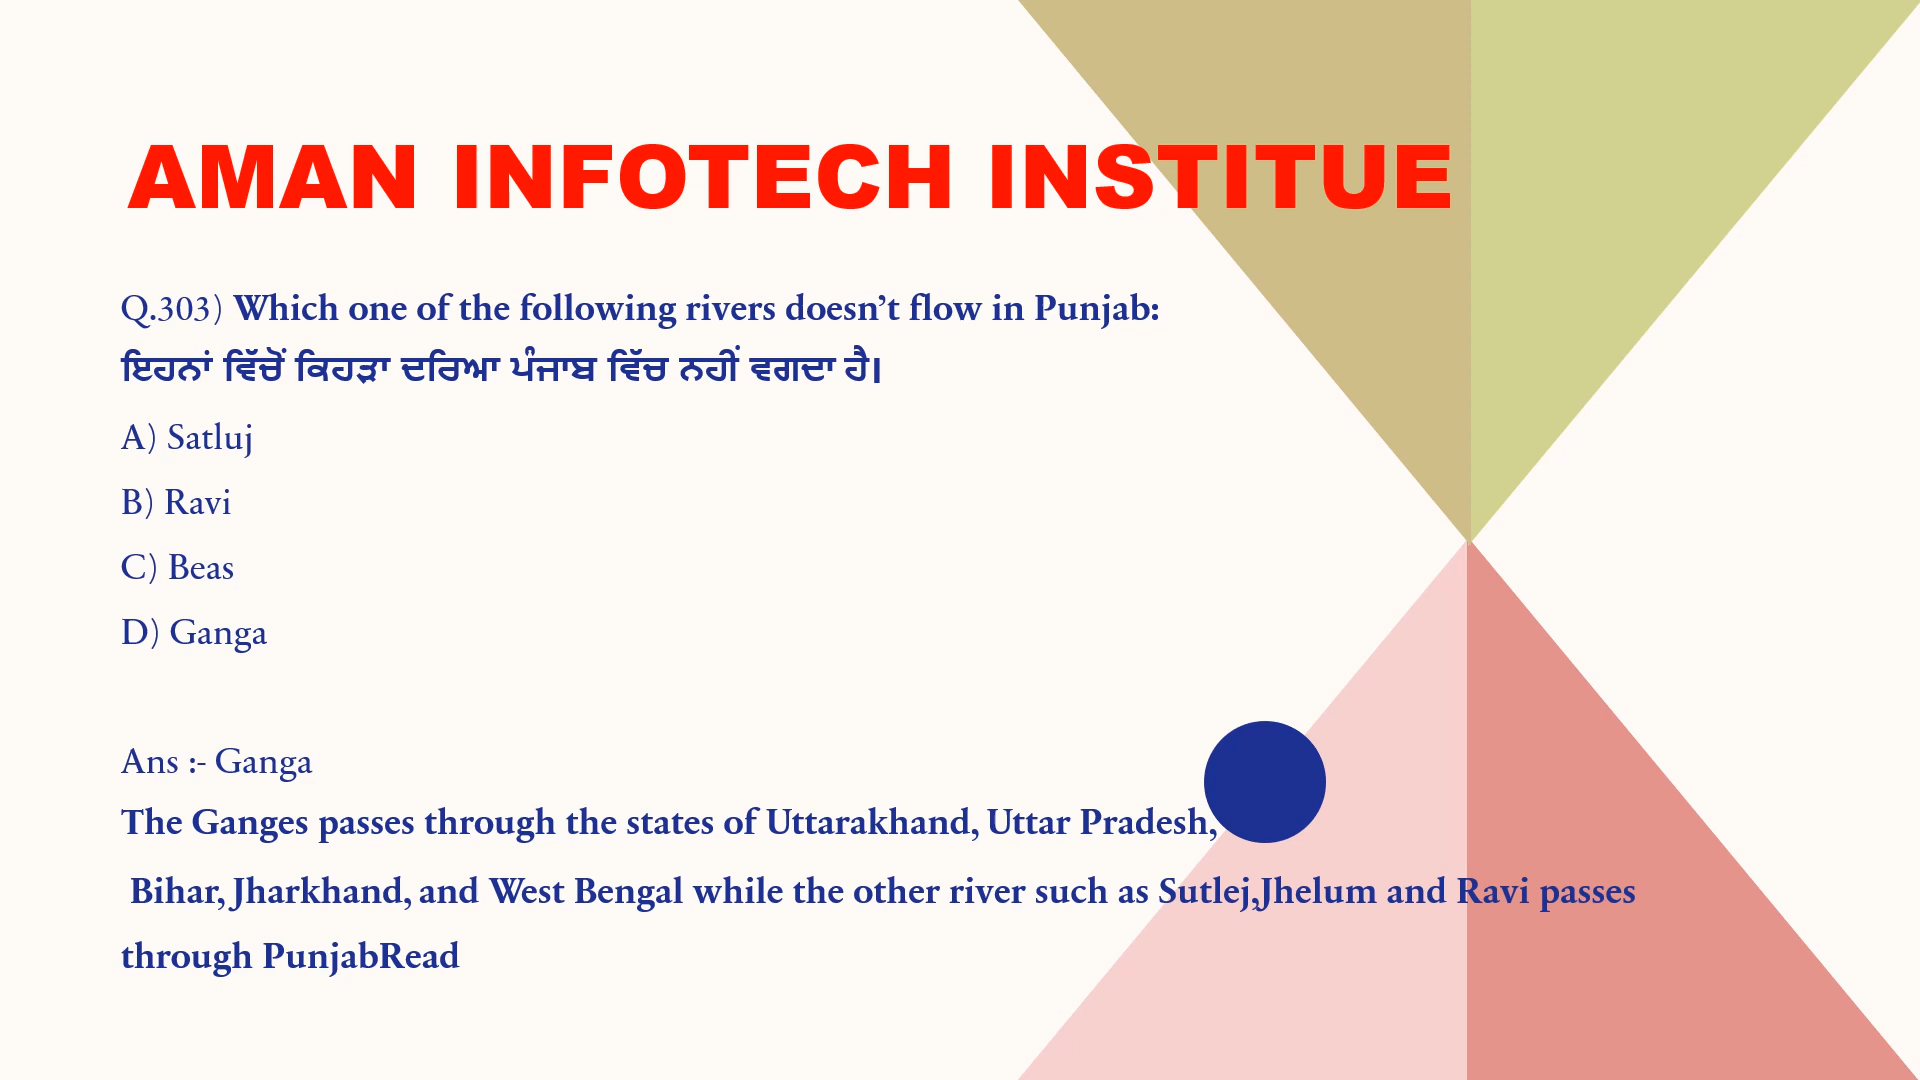 AMAN INFOTECH INSTITUE
Q.303) Which one of the following rivers doesn’t flow in Punjab:
ਇਹਨਾਂ ਵਿੱਚੋਂ ਕਿਹੜਾ ਦਰਿਆ ਪੰਜਾਬ ਵਿੱਚ ਨਹੀਂ ਵਗਦਾ ਹੈ।
A) Satluj
B) Ravi
C) Beas
D) Ganga
Ans :- Ganga
The Ganges passes through the states of Uttarakhand, Uttar Pradesh,
Bihar, Jharkhand, and West Bengal while the other river such as Sutlej,Jhelum and Ravi passes
through PunjabRead